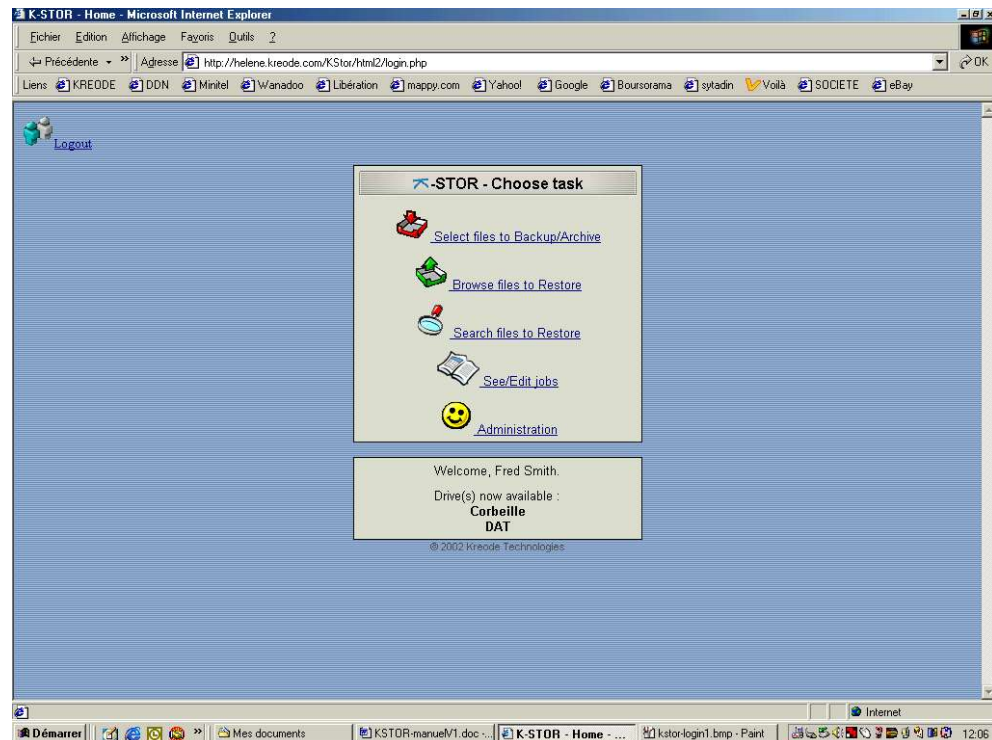 K-STOR - Home - Microsoft Internet Explorer
Fichier Edition Affichage Favoris Outils ?
Précédente » Adresse http://helene.kreode.com/KStor/html2/login.php OK
Liens KREODE DDN Minitel Wanadoo Libération mappy.com Yahoo! Google Boursorama sytadin Voilà SOCIETE eBay
Logout
K-STOR - Choose task
Select files to Backup/Archive
Browse files to Restore
Search files to Restore
See/Edit jobs
Administration
Welcome, Fred Smith.
Drive(s) now available :
Corbeille
DAT
© 2002 Kreode Technologies
Internet
Démarrer » Mes documents KSTOR-manuelV1.doc -... K-STOR - Home - ... kstor-login1.bmp - Paint 12:06